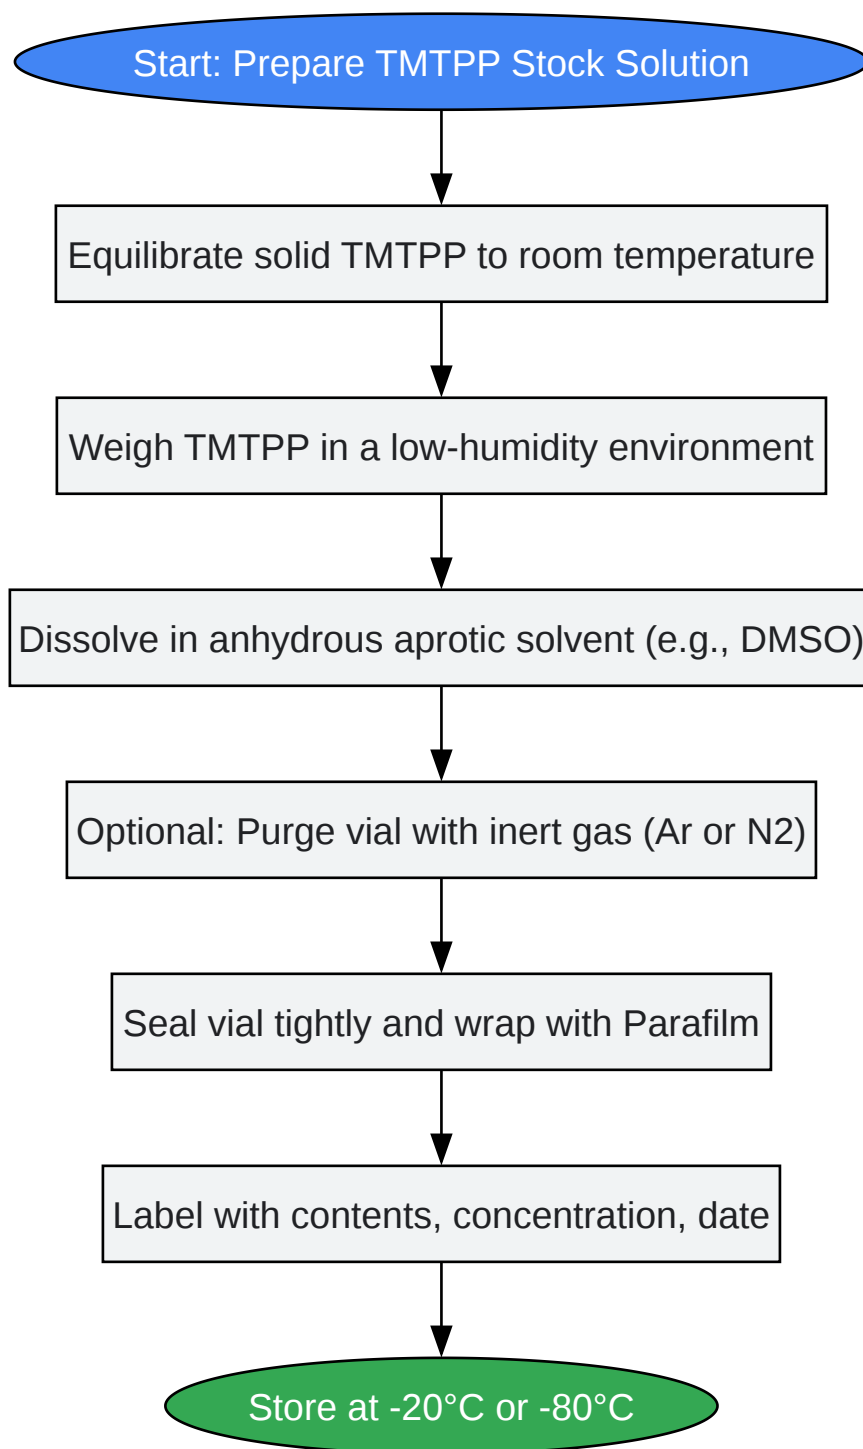 Start: Prepare TMTPP Stock Solution
Equilibrate solid TMTPP to room temperature
Weigh TMTPP in a low-humidity environment
Dissolve in anhydrous aprotic solvent (e.g., DMSO)
Optional: Purge vial with inert gas (Ar or N2)
Seal vial tightly and wrap with Parafilm
Label with contents, concentration, date
Store at -20°C or -80°C